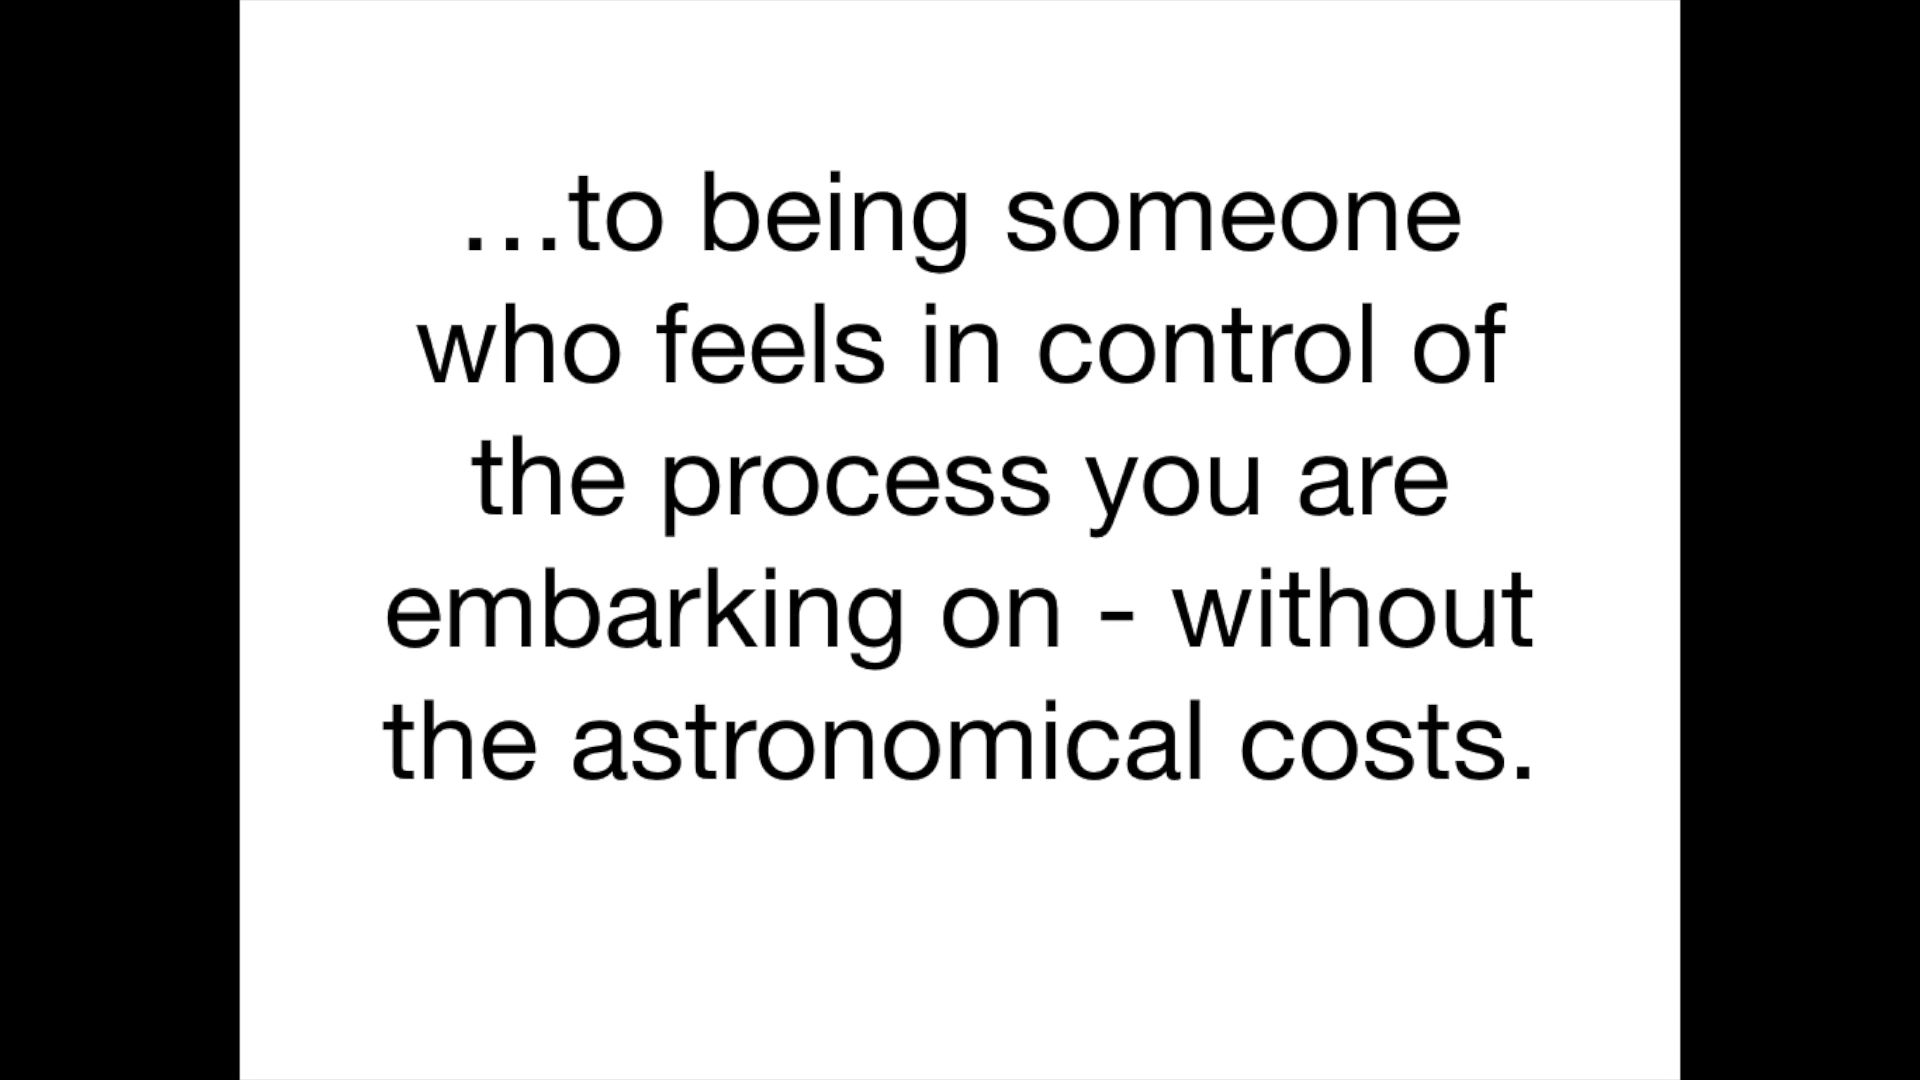 …to being someone
who feels in control of
the process you are
embarking on - without
the astronomical costs.